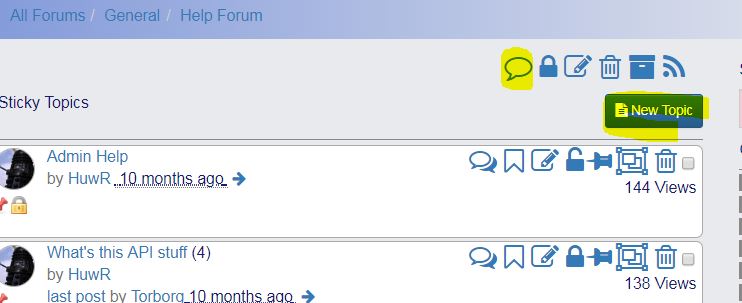 All Forums / General / Help Forum
Sticky Topics
New Topic
Admin Help
by HuwR 10 months ago
144 Views
What's this API stuff (4)
by HuwR
138 Views
last post by Torborg 10 months ago